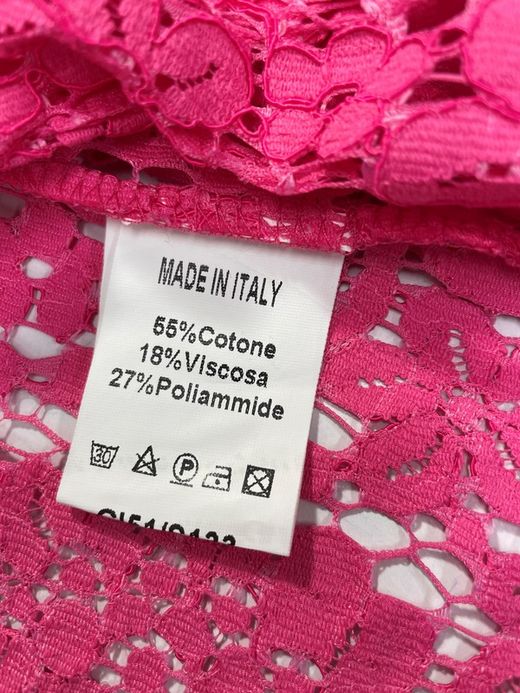 MADE IN ITALY
55%Cotone
18%Viscosa
27%Poliammide
30 P